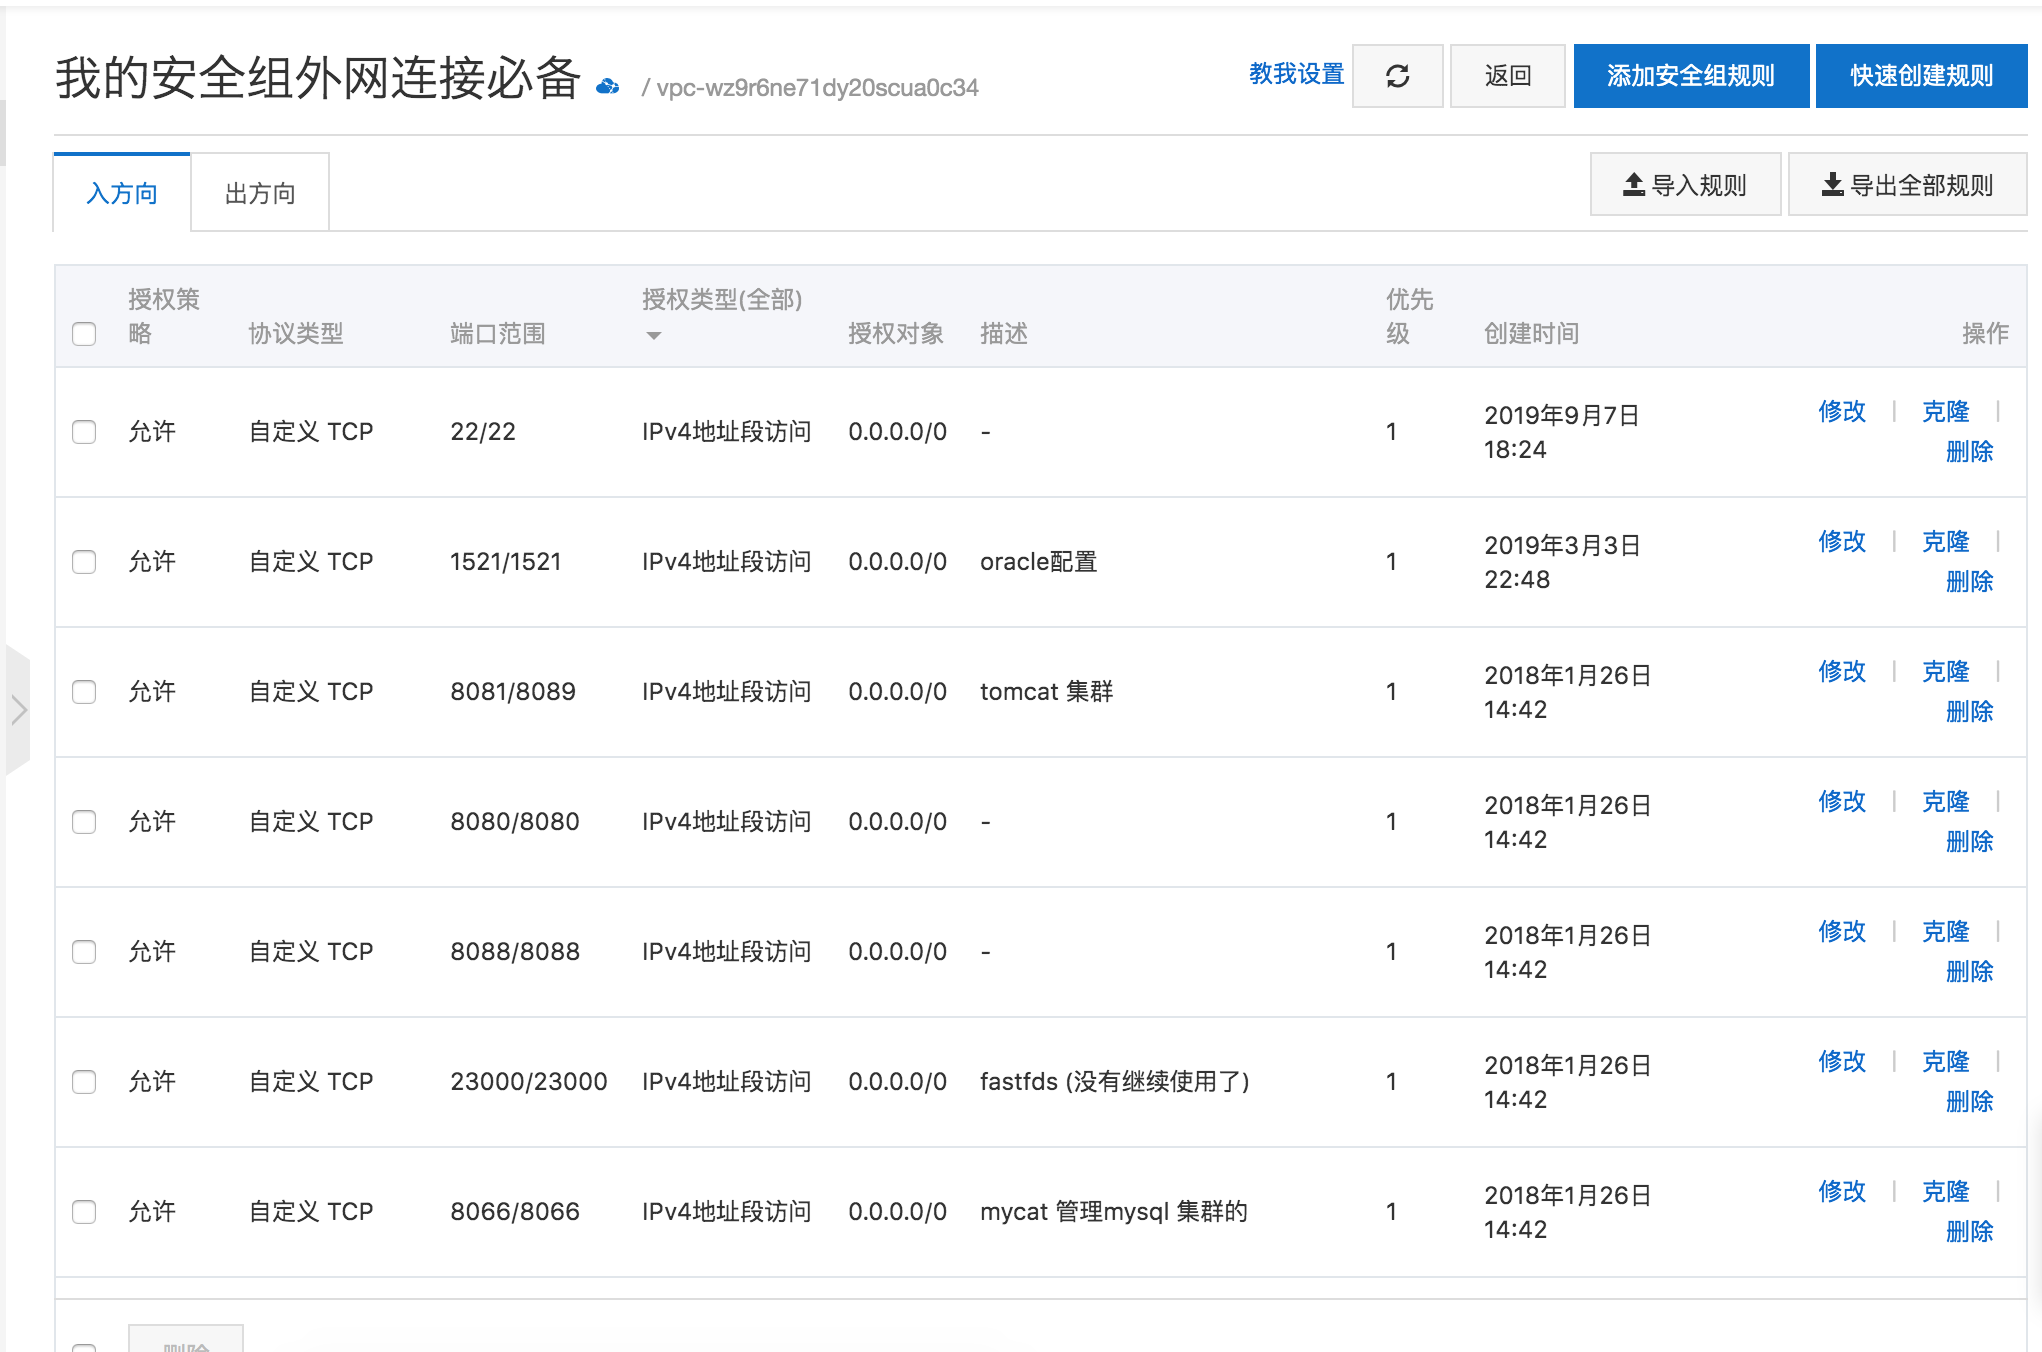 我的安全组外网连接必备 / vpc-wz9r6ne71dy20scua0c34 教我设置 返回 添加安全组规则 快速创建规则
入方向 出方向 导入规则 导出全部规则
授权策略 协议类型 端口范围 授权类型(全部) 授权对象 描述 优先级 创建时间 操作
允许 自定义 TCP 22/22 IPv4地址段访问 0.0.0.0/0 - 1 2019年9月7日 18:24 修改 | 克隆 | 删除
允许 自定义 TCP 1521/1521 IPv4地址段访问 0.0.0.0/0 oracle配置 1 2019年3月3日 22:48 修改 | 克隆 | 删除
允许 自定义 TCP 8081/8089 IPv4地址段访问 0.0.0.0/0 tomcat 集群 1 2018年1月26日 14:42 修改 | 克隆 | 删除
允许 自定义 TCP 8080/8080 IPv4地址段访问 0.0.0.0/0 - 1 2018年1月26日 14:42 修改 | 克隆 | 删除
允许 自定义 TCP 8088/8088 IPv4地址段访问 0.0.0.0/0 - 1 2018年1月26日 14:42 修改 | 克隆 | 删除
允许 自定义 TCP 23000/23000 IPv4地址段访问 0.0.0.0/0 fastfds (没有继续使用了) 1 2018年1月26日 14:42 修改 | 克隆 | 删除
允许 自定义 TCP 8066/8066 IPv4地址段访问 0.0.0.0/0 mycat 管理mysql 集群的 1 2018年1月26日 14:42 修改 | 克隆 | 删除
删除